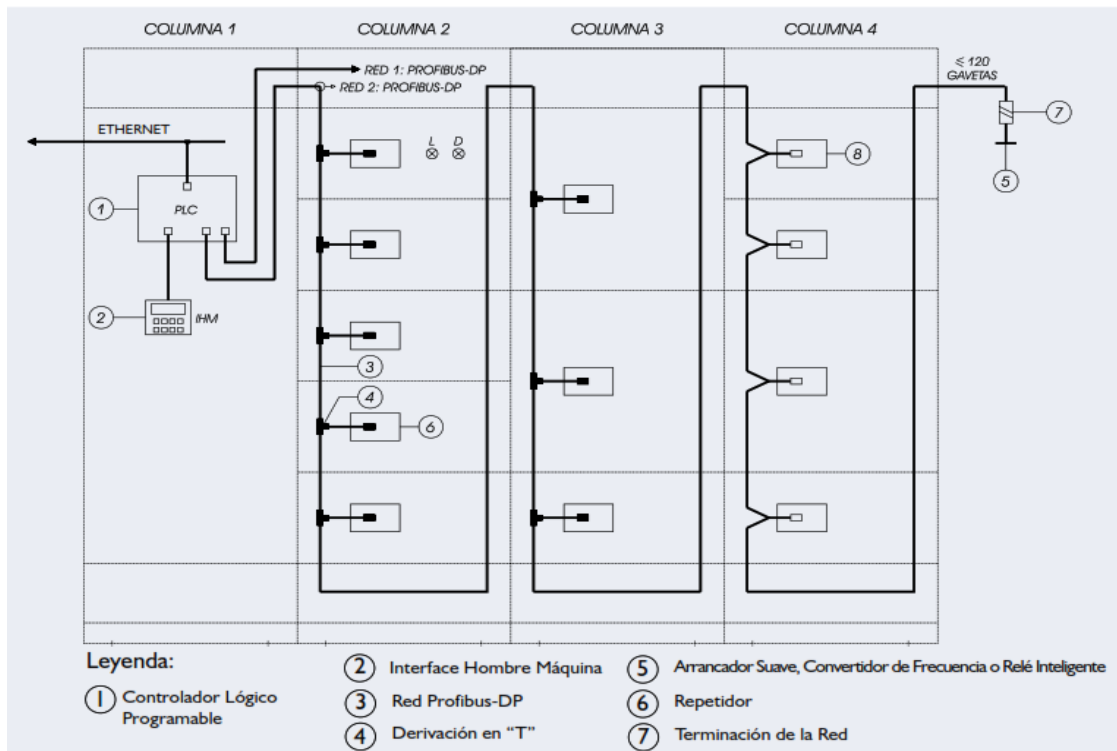 COLUMNA 1 COLUMNA 2 COLUMNA 3 COLUMNA 4
RED 1: PROFIBUS-DP
RED 2: PROFIBUS-DP
≤ 120
GAVETAS
7
ETHERNET
L D
8
5
1
PLC
2
IHM
3
4
6
Leyenda:
1 Controlador Lógico
Programable
2 Interface Hombre Máquina
3 Red Profibus-DP
4 Derivación en “T”
5 Arrancador Suave, Convertidor de Frecuencia o Relé Inteligente
6 Repetidor
7 Terminación de la Red